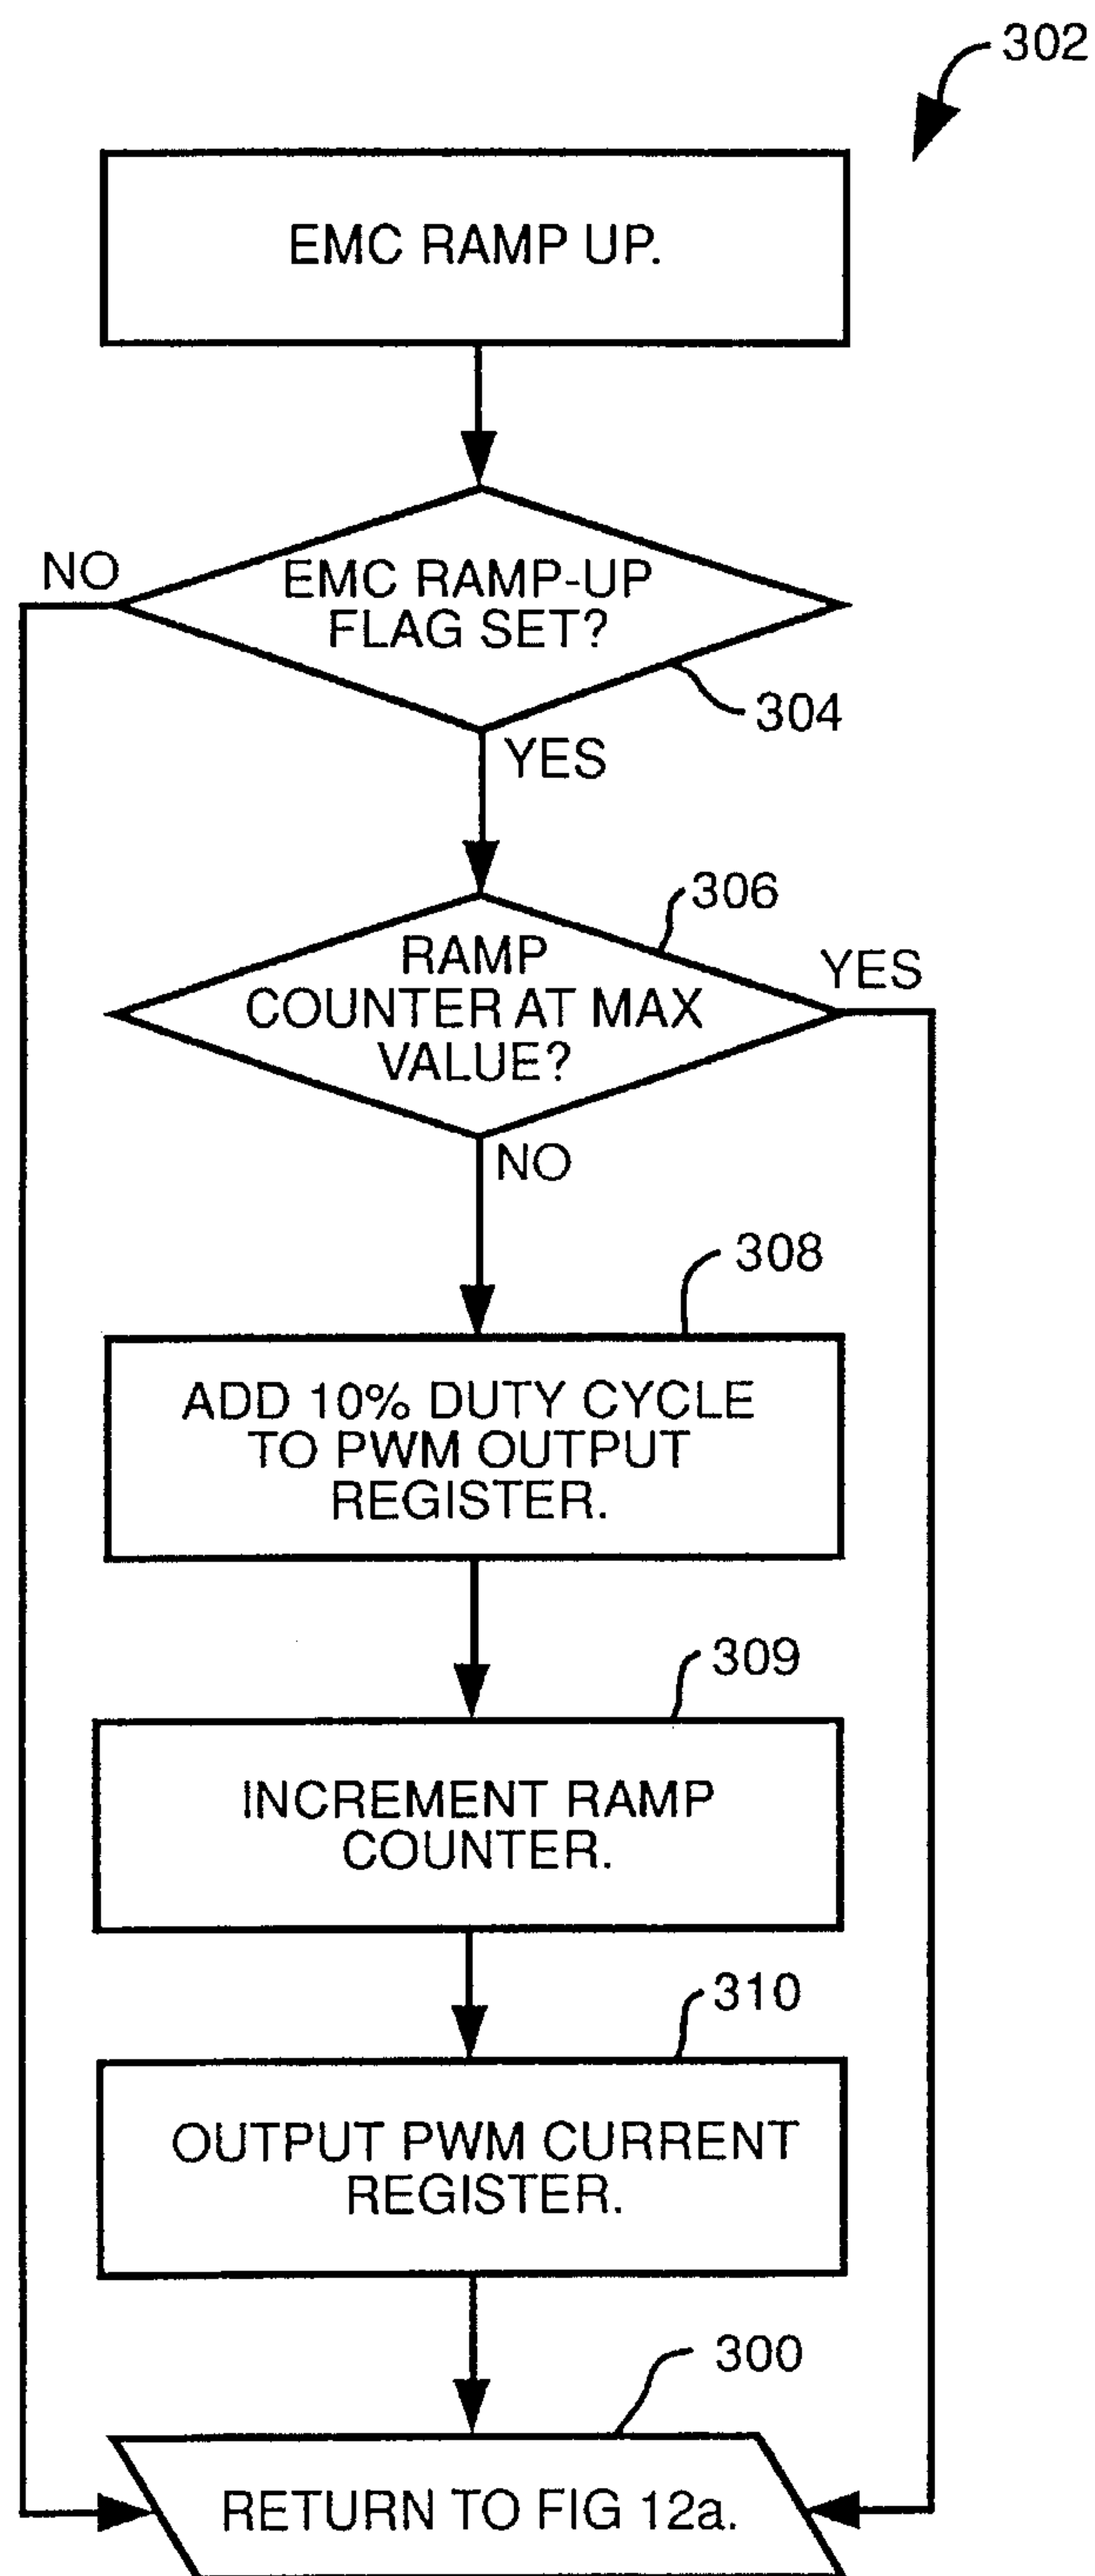 302
EMC RAMP UP.
NO
EMC RAMP-UP
FLAG SET?
304
YES
306
RAMP
COUNTER AT MAX
VALUE?
YES
NO
308
ADD 10% DUTY CYCLE
TO PWM OUTPUT
REGISTER.
309
INCREMENT RAMP
COUNTER.
310
OUTPUT PWM CURRENT
REGISTER.
300
RETURN TO FIG 12a.